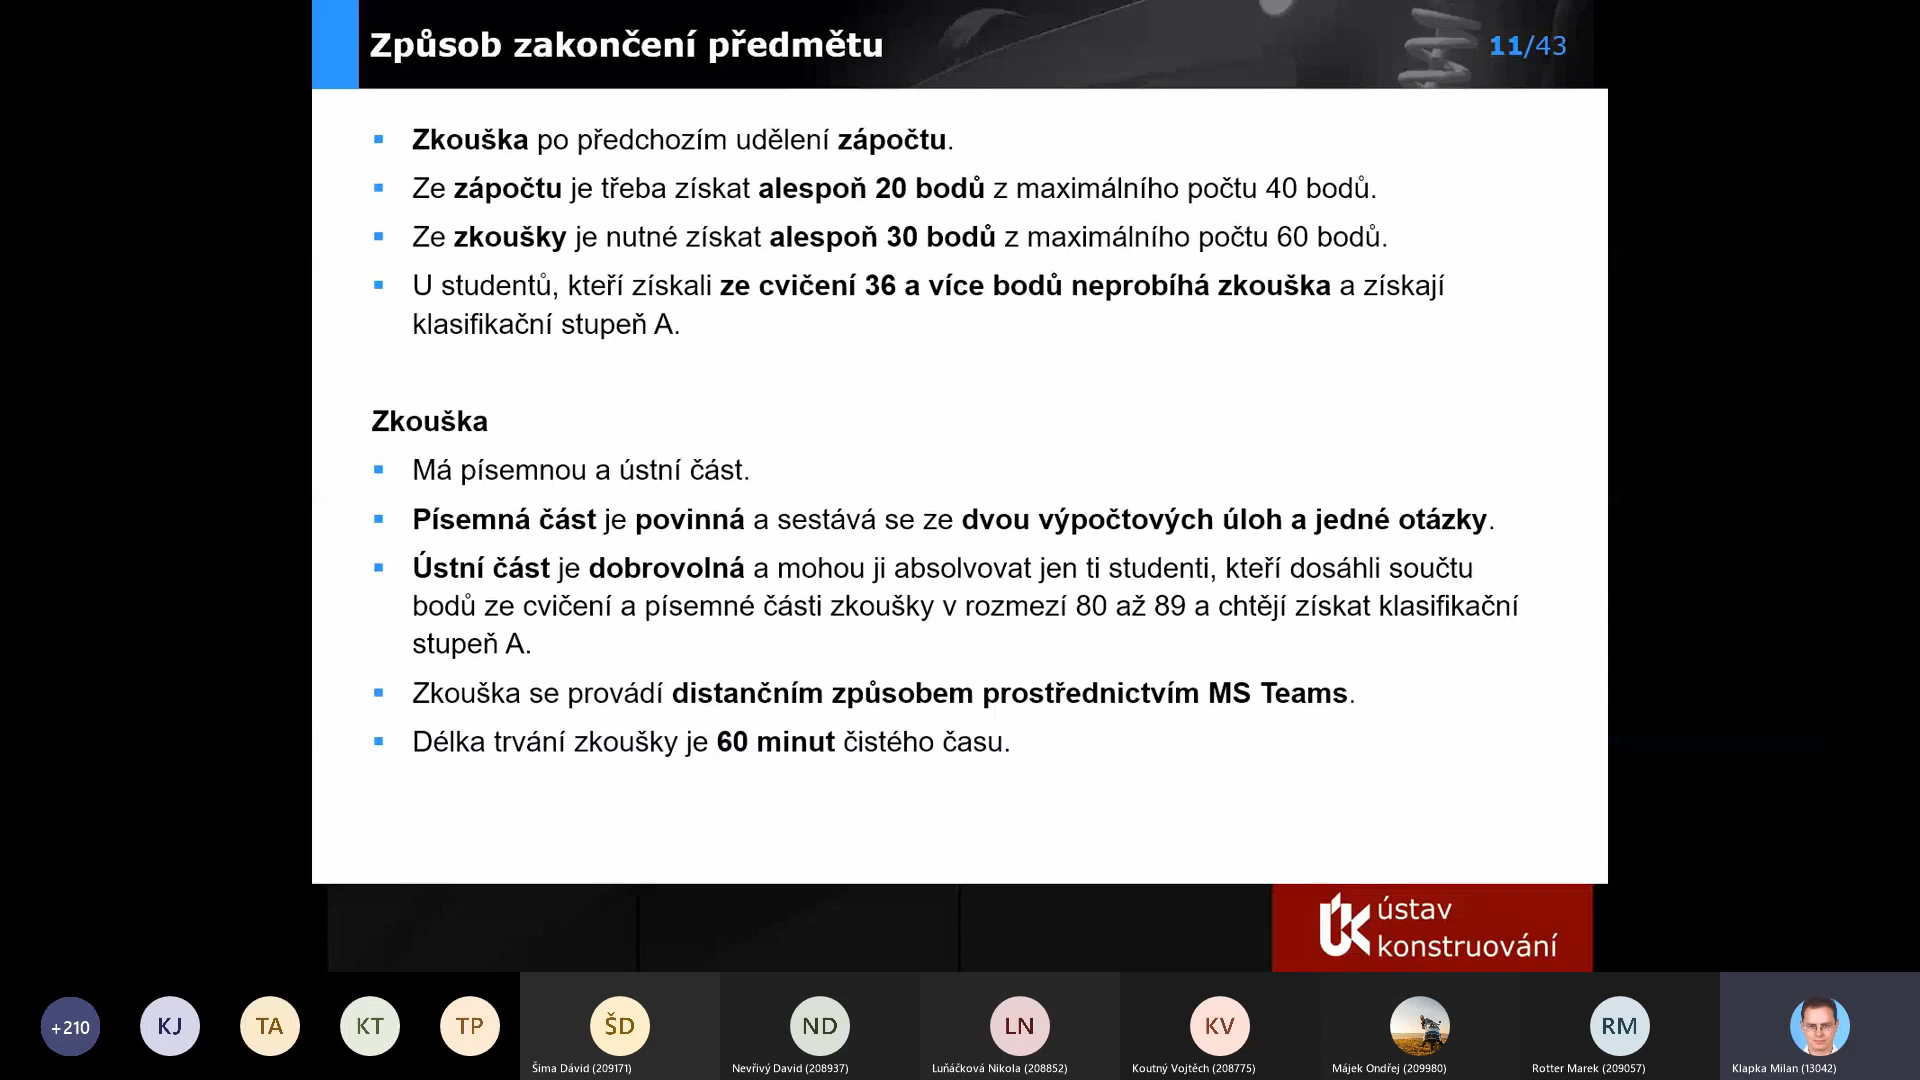 Způsob zakončení předmětu
11/43
▪ Zkouška po předchozím udělení zápočtu.
▪ Ze zápočtu je třeba získat alespoň 20 bodů z maximálního počtu 40 bodů.
▪ Ze zkoušky je nutné získat alespoň 30 bodů z maximálního počtu 60 bodů.
▪ U studentů, kteří získali ze cvičení 36 a více bodů neprobíhá zkouška a získají
klasifikační stupeň A.
Zkouška
▪ Má písemnou a ústní část.
▪ Písemná část je povinná a sestává se ze dvou výpočtových úloh a jedné otázky.
▪ Ústní část je dobrovolná a mohou ji absolvovat jen ti studenti, kteří dosáhli součtu
bodů ze cvičení a písemné části zkoušky v rozmezí 80 až 89 a chtějí získat klasifikační
stupeň A.
▪ Zkouška se provádí distančním způsobem prostřednictvím MS Teams.
▪ Délka trvání zkoušky je 60 minut čistého času.
ÚK ústav
konstruování
+210
KJ
TA
KT
TP
ŠD
ND
LN
KV
RM
Šima Dávid (209171)
Nevřivý David (208937)
Luňáčková Nikola (208852)
Koutný Vojtěch (208775)
Májek Ondřej (209980)
Rotter Marek (209057)
Klapka Milan (13042)